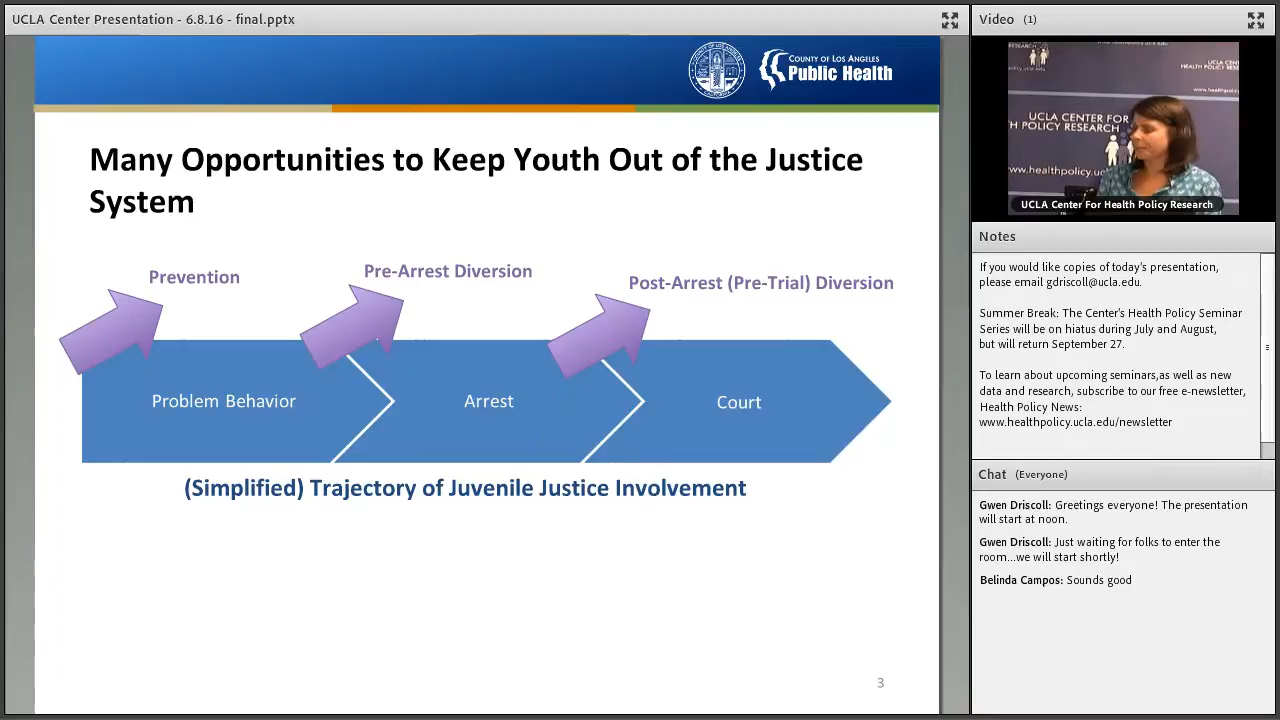 UCLA Center Presentation - 6.8.16 - final.pptx
COUNTY OF LOS ANGELES
Public Health
Many Opportunities to Keep Youth Out of the Justice
System
Prevention
Pre-Arrest Diversion
Post-Arrest (Pre-Trial) Diversion
Problem Behavior
Arrest
Court
(Simplified) Trajectory of Juvenile Justice Involvement
3
Video (1)
UCLA CENTER FOR
H POLICY RESEARCH
UCLA Center For Health Policy Research
Notes
If you would like copies of today's presentation,
please email gdriscoll@ucla.edu.
Summer Break: The Center's Health Policy Seminar
Series will be on hiatus during July and August,
but will return September 27.
To learn about upcoming seminars,as well as new
data and research, subscribe to our free e-newsletter,
Health Policy News:
www.healthpolicy.ucla.edu/newsletter
Chat (Everyone)
Gwen Driscoll: Greetings everyone! The presentation
will start at noon.
Gwen Driscoll: Just waiting for folks to enter the
room...we will start shortly!
Belinda Campos: Sounds good